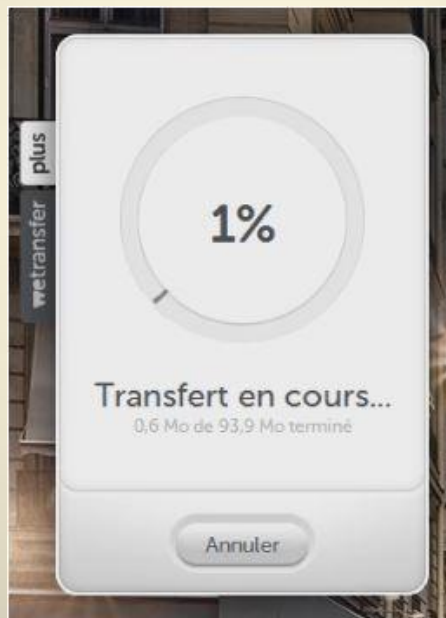 wetransfer plus
1%
Transfert en cours...
0,6 Mo de 93,9 Mo terminé
Annuler